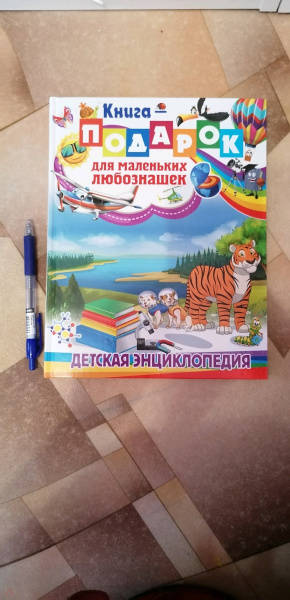 Книга–
ПОДАРОК
для маленьких
любознашек
ДЕТСКАЯ ЭНЦИКЛОПЕДИЯ